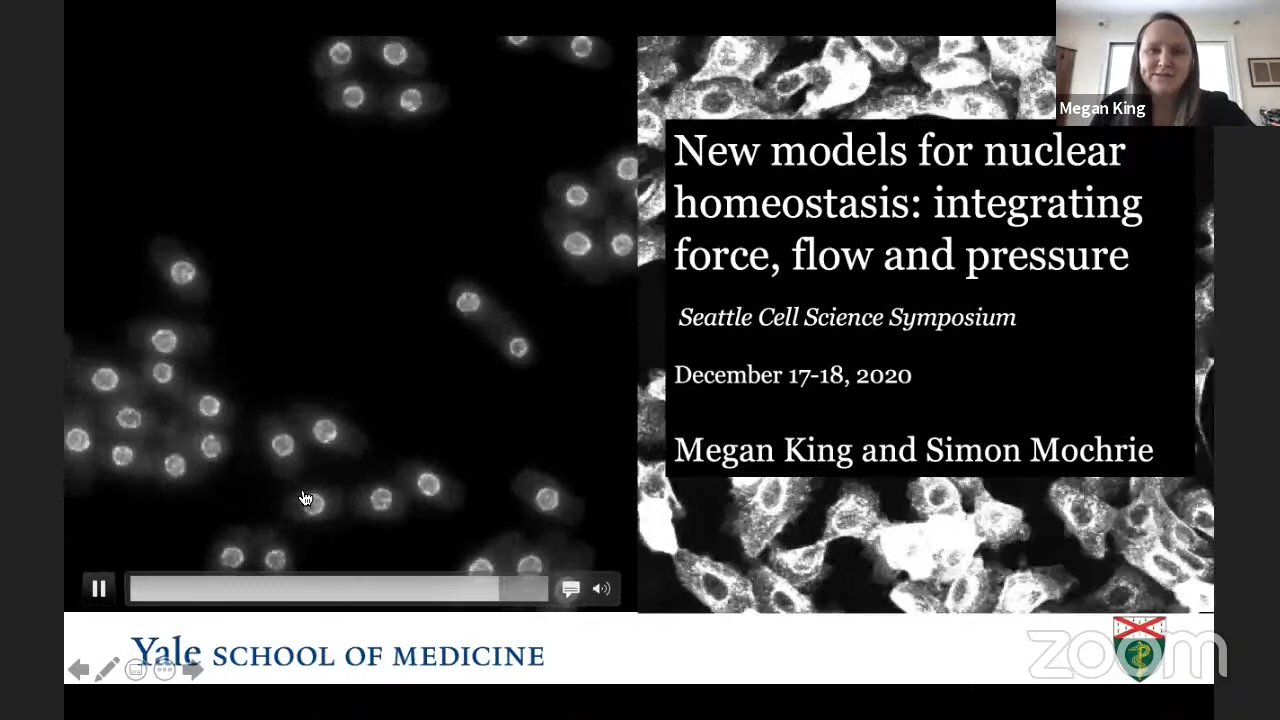 Megan King
New models for nuclear
homeostasis: integrating
force, flow and pressure
Seattle Cell Science Symposium
December 17-18, 2020
Megan King and Simon Mochrie
Yale SCHOOL OF MEDICINE
zoom